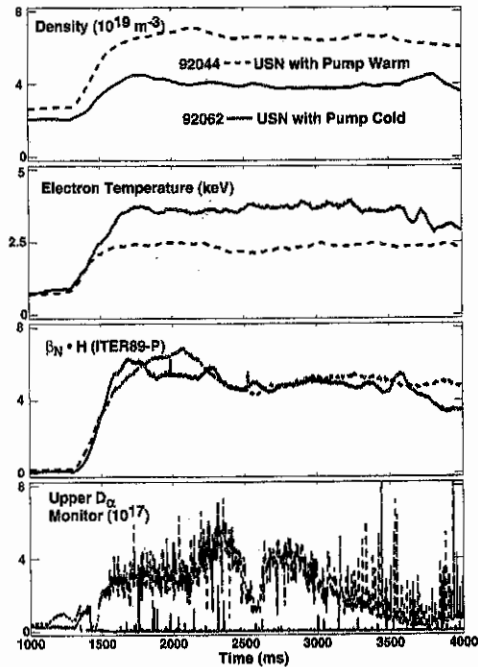 8
Density (10¹⁹ m⁻³)
92044 --- USN with Pump Warm
4
92062 — USN with Pump Cold
0
5
Electron Temperature (keV)
2.5
0
8
βN • H (ITER89-P)
4
0
8
Upper Dα
Monitor (10¹⁷)
4
0
1000 1500 2000 2500 3000 3500 4000
Time (ms)